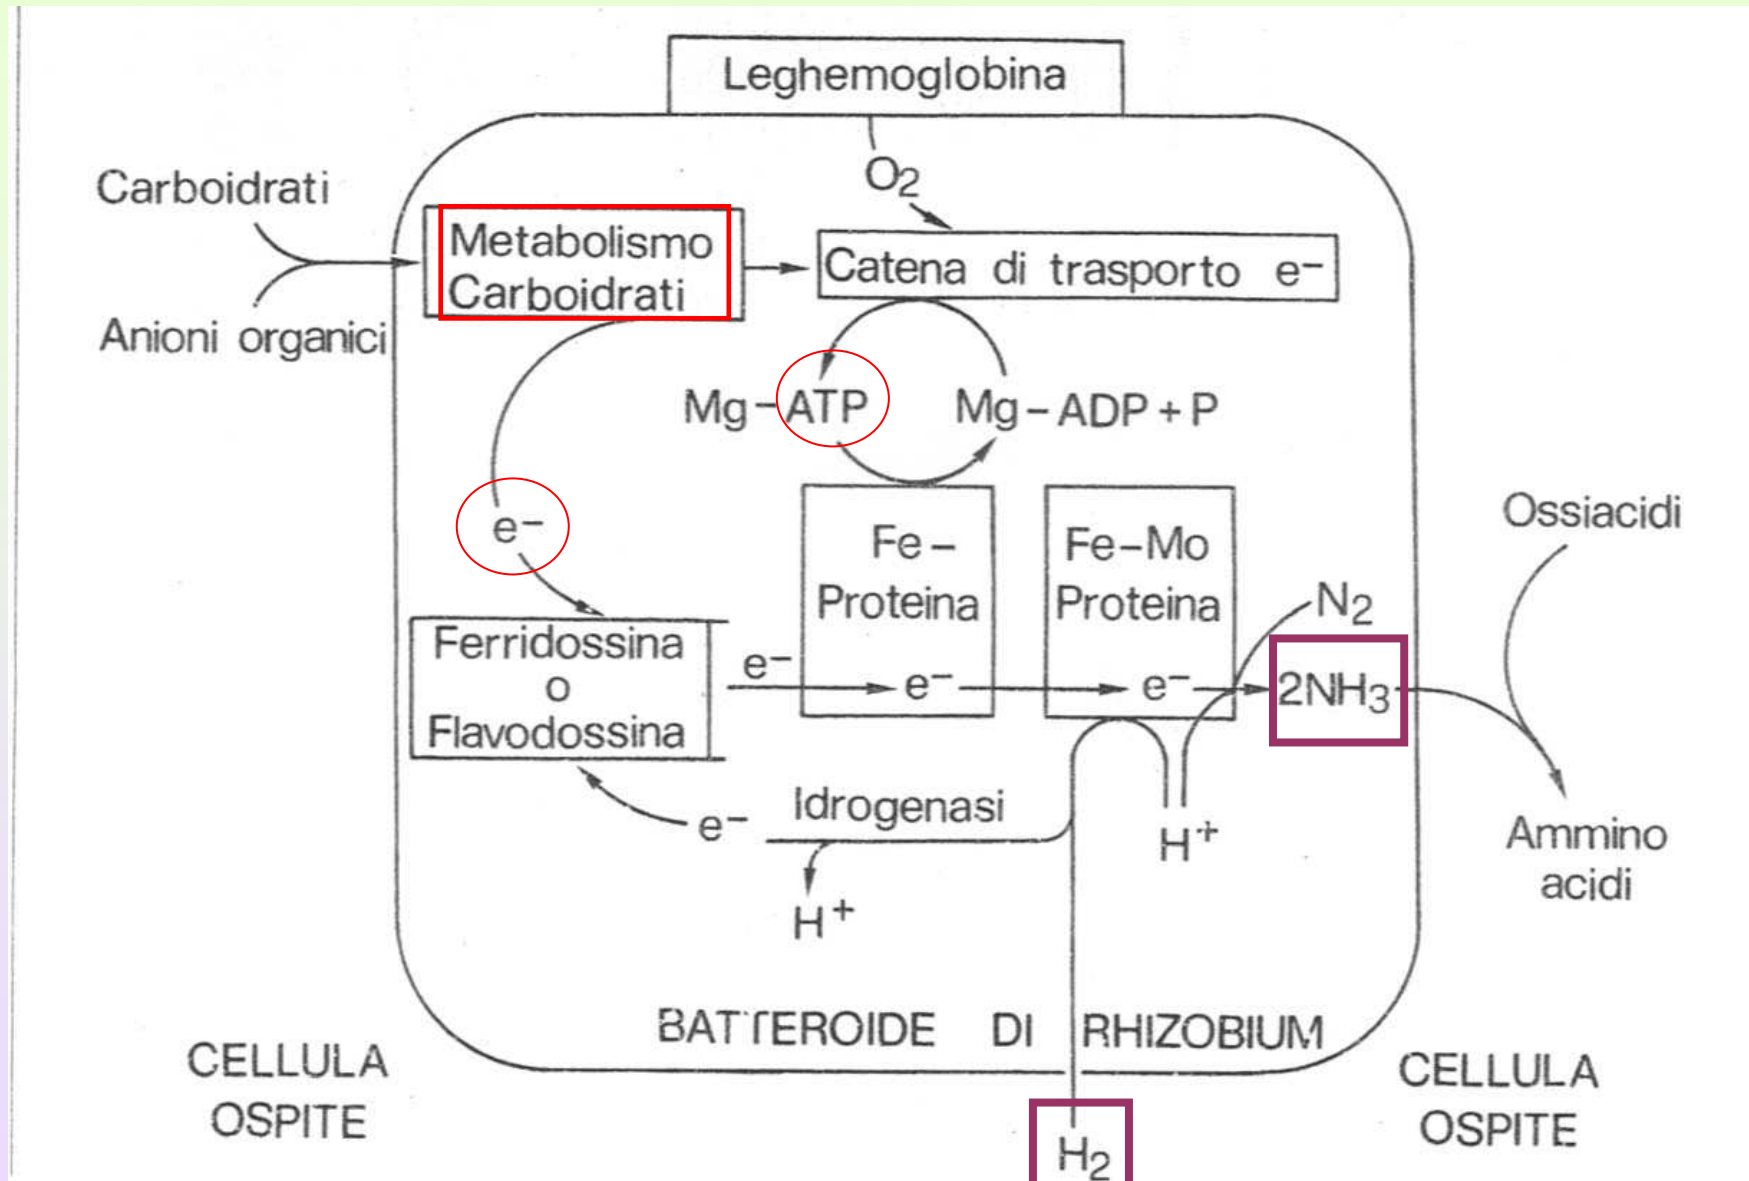 Leghemoglobina
O2
Carboidrati
Metabolismo
Carboidrati
Catena di trasporto e−
Anioni organici
Mg−ATP
Mg−ADP+P
e−
Fe−
Proteina
Fe−Mo
Proteina
Ossiacidi
N2
Ferridossina
o
Flavodossina
e−
e−
e−
2NH3
e−
Idrogenasi
H+
H+
Ammino
acidi
BATTEROIDE DI RHIZOBIUM
CELLULA
OSPITE
CELLULA
OSPITE
H2